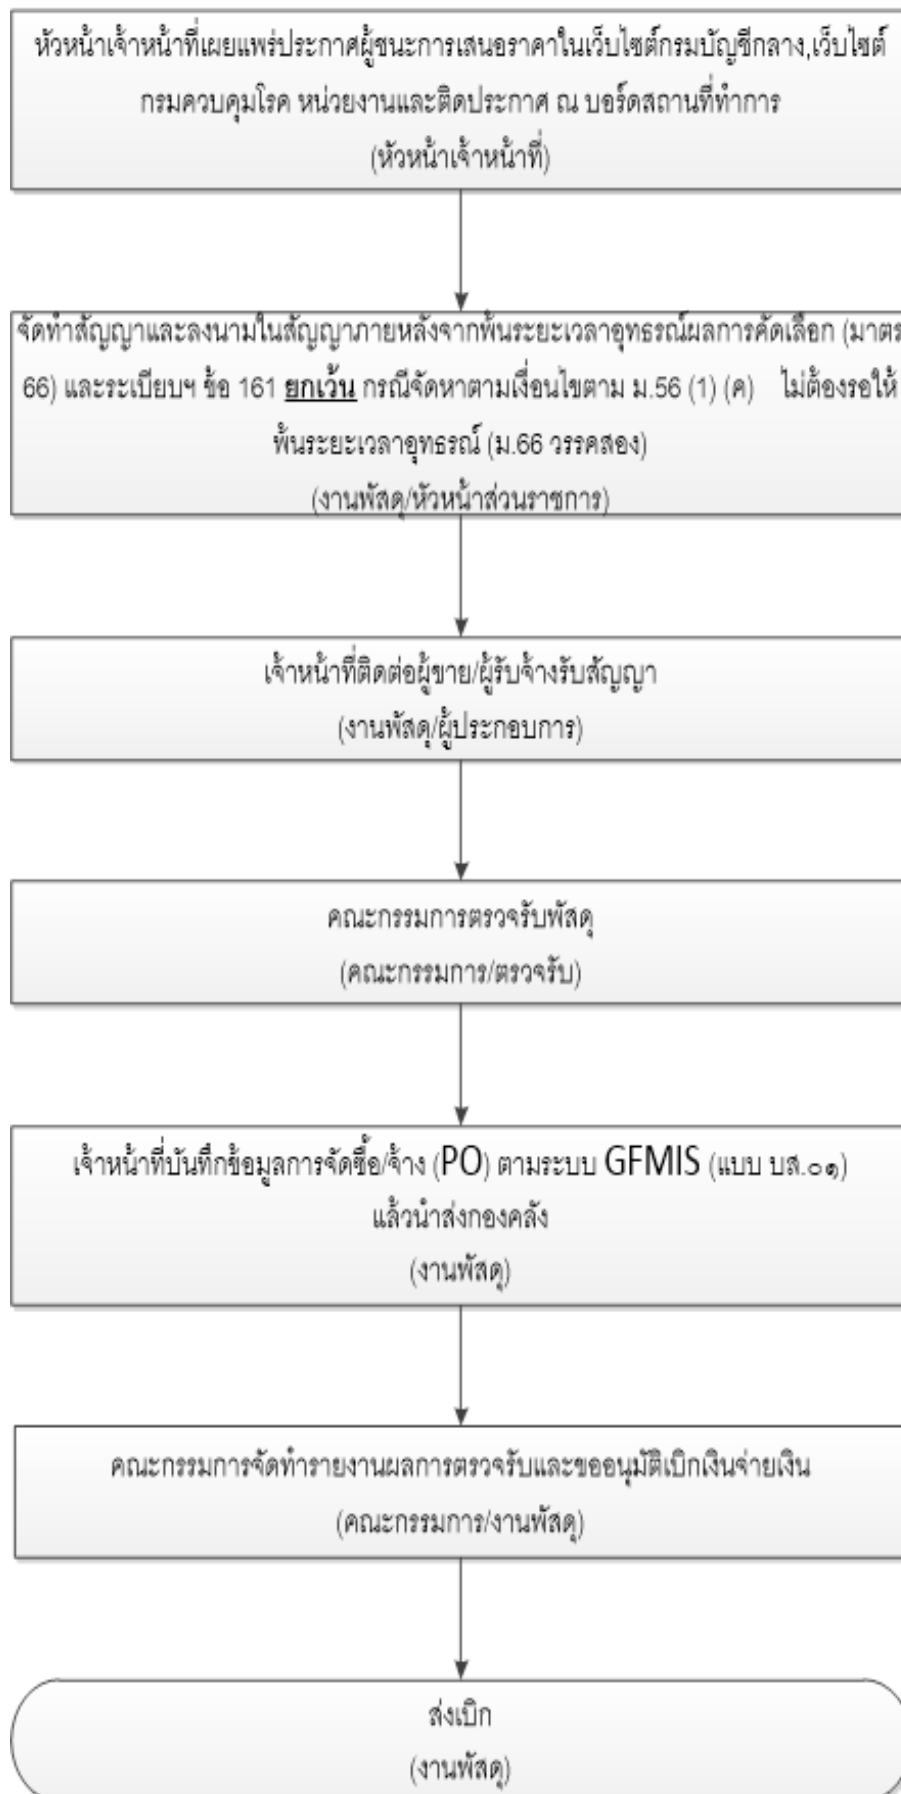 หัวหน้าเจ้าหน้าที่เผยแพร่ประกาศผู้ชนะการเสนอราคาในเว็บไซต์กรมบัญชีกลาง,เว็บไซต์
กรมควบคุมโรค หน่วยงานและติดประกาศ ณ บอร์ดสถานที่ทำการ
(หัวหน้าเจ้าหน้าที่)
จัดทำสัญญาและลงนามในสัญญาภายหลังจากพ้นระยะเวลาอุทธรณ์ผลการคัดเลือก (มาตร
66) และระเบียบฯ ข้อ 161 ยกเว้น กรณีจัดหาตามเงื่อนไขตาม ม.56 (1) (ค) ไม่ต้องรอให้
พ้นระยะเวลาอุทธรณ์ (ม.66 วรรคสอง)
(งานพัสดุ/หัวหน้าส่วนราชการ)
เจ้าหน้าที่ติดต่อผู้ขาย/ผู้รับจ้างรับสัญญา
(งานพัสดุ/ผู้ประกอบการ)
คณะกรรมการตรวจรับพัสดุ
(คณะกรรมการ/ตรวจรับ)
เจ้าหน้าที่บันทึกข้อมูลการจัดซื้อ/จ้าง (PO) ตามระบบ GFMIS (แบบ บส.๐๑)
แล้วนำส่งกองคลัง
(งานพัสดุ)
คณะกรรมการจัดทำรายงานผลการตรวจรับและขออนุมัติเบิกเงินจ่ายเงิน
(คณะกรรมการ/งานพัสดุ)
ส่งเบิก
(งานพัสดุ)